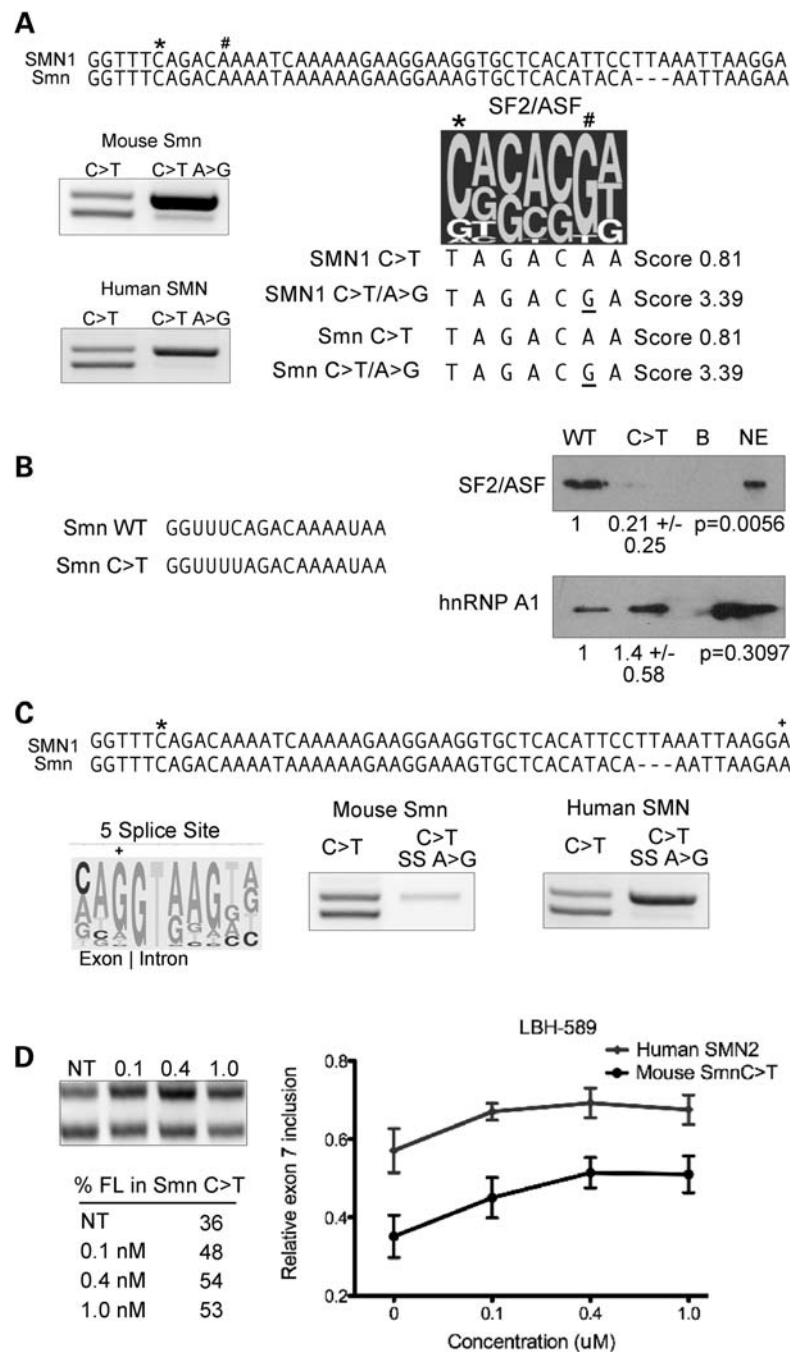 A
* #
SMN1 GGTTTCAGACAAAATCAAAAAGAAGGAAGGTGCTCACATTCCTTAAATTAAGGA
Smn GGTTTCAGACAAAATAAAAAAGAAGGAAAGTGCTCACATACA---AATTAAGAA
SF2/ASF
* #
Mouse Smn
C>T C>T A>G
SMN1 C>T T A G A C A A Score 0.81
SMN1 C>T/A>G T A G A C G A Score 3.39
Smn C>T T A G A C A A Score 0.81
Smn C>T/A>G T A G A C G A Score 3.39
Human SMN
C>T C>T A>G
B
Smn WT GGUUUCAGACAAAAUAA
Smn C>T GGUUUUAGACAAAAUAA
WT C>T B NE
SF2/ASF
1 0.21 +/- 0.25 p=0.0056
hnRNP A1
1 1.4 +/- 0.58 p=0.3097
C
* +
SMN1 GGTTTCAGACAAAATCAAAAAGAAGGAAGGTGCTCACATTCCTTAAATTAAGGA
Smn GGTTTCAGACAAAATAAAAAAGAAGGAAAGTGCTCACATACA---AATTAAGAA
5 Splice Site
+
Exon | Intron
Mouse Smn
C>T C>T SS A>G
Human SMN
C>T C>T SS A>G
D
NT 0.1 0.4 1.0
% FL in Smn C>T
NT 36
0.1 nM 48
0.4 nM 54
1.0 nM 53
LBH-589
Human SMN2
Mouse SmnC>T
Relative exon 7 inclusion
0.8
0.6
0.4
0.2
0 0.1 0.4 1.0
Concentration (uM)